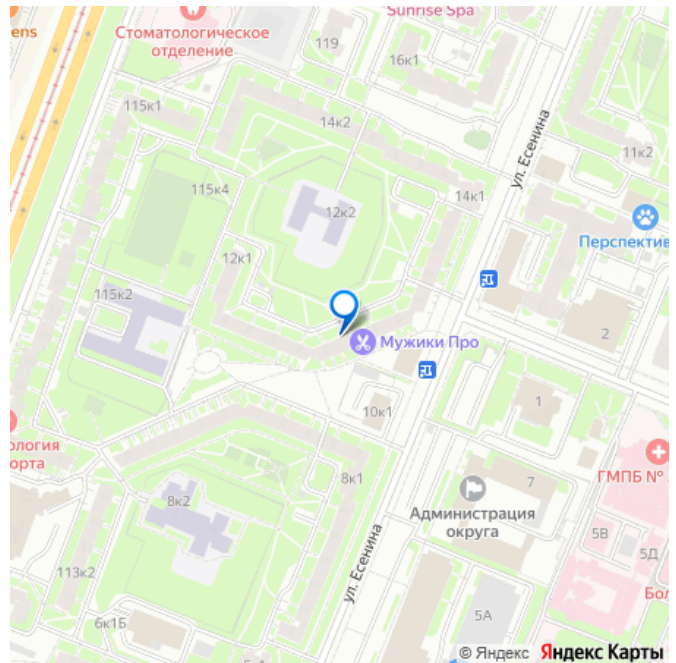 Sunrise Spa
ens
Стоматологическое
отделение
119
16к1
115к1
14к2
ул. Есенина
11к2
115к4
14к1
12к2
Перспектив
12к1
115к2
2
Мужики Про
10к1
1
ология
орта
8к1
ГМПБ №
7
8к2
Администрация
округа
5В
5Д
ул. Есенина
113к2
Бол
5А
6к1Б
© Яндекс Яндекс Карты